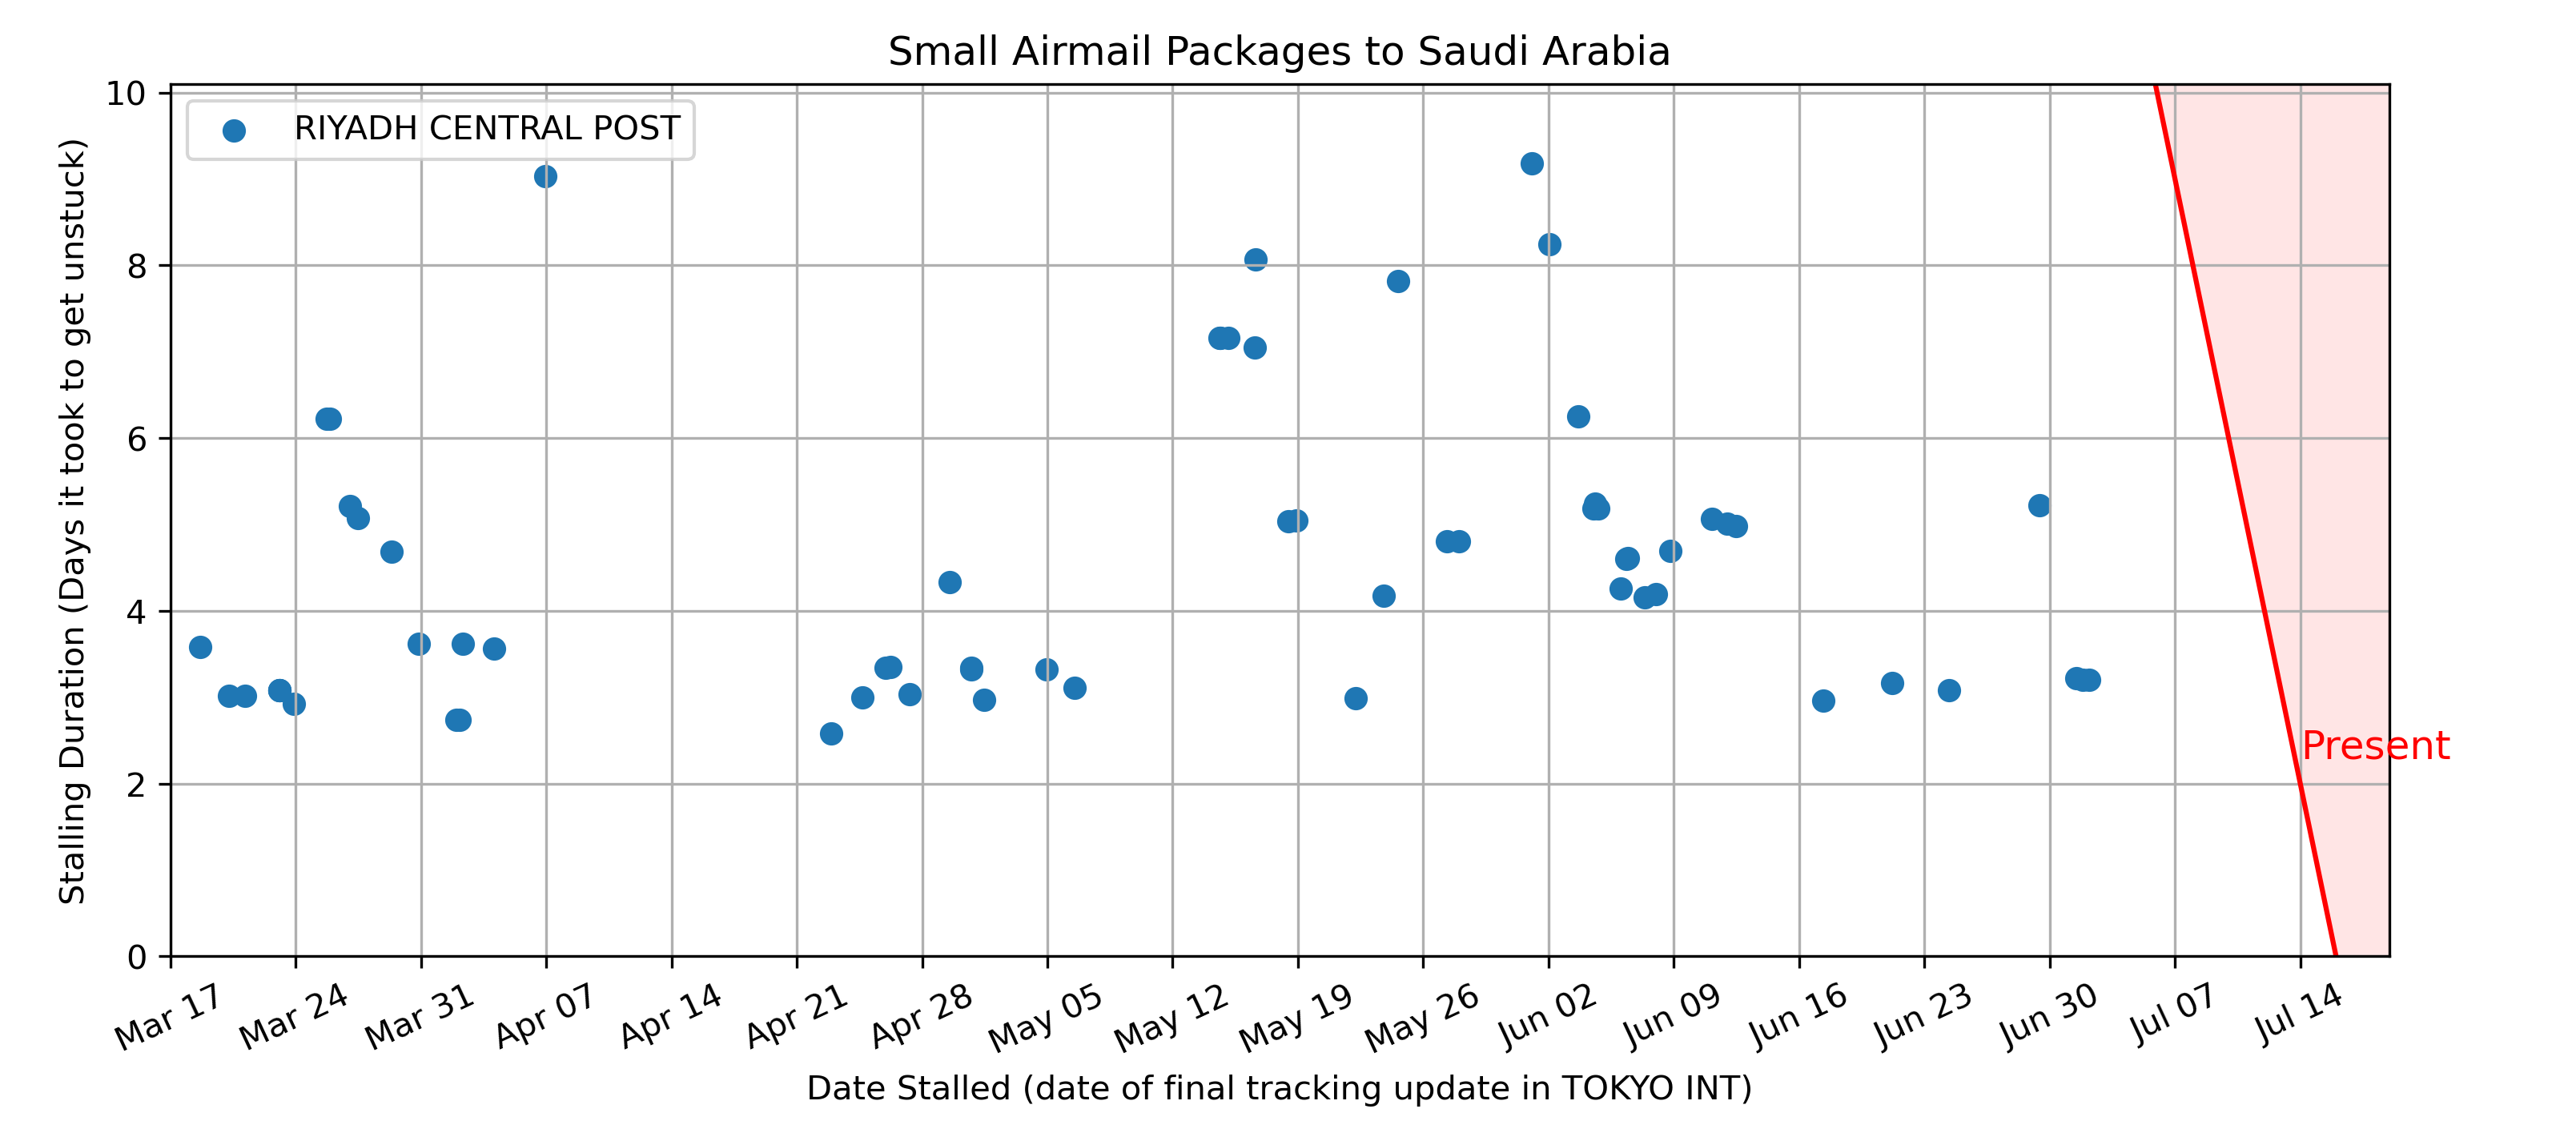 Small Airmail Packages to Saudi Arabia
RIYADH CENTRAL POST
Stalling Duration (Days it took to get unstuck)
10
8
6
4
2
0
Present
Mar 17
Mar 24
Mar 31
Apr 07
Apr 14
Apr 21
Apr 28
May 05
May 12
May 19
May 26
Jun 02
Jun 09
Jun 16
Jun 23
Jun 30
Jul 07
Jul 14
Date Stalled (date of final tracking update in TOKYO INT)